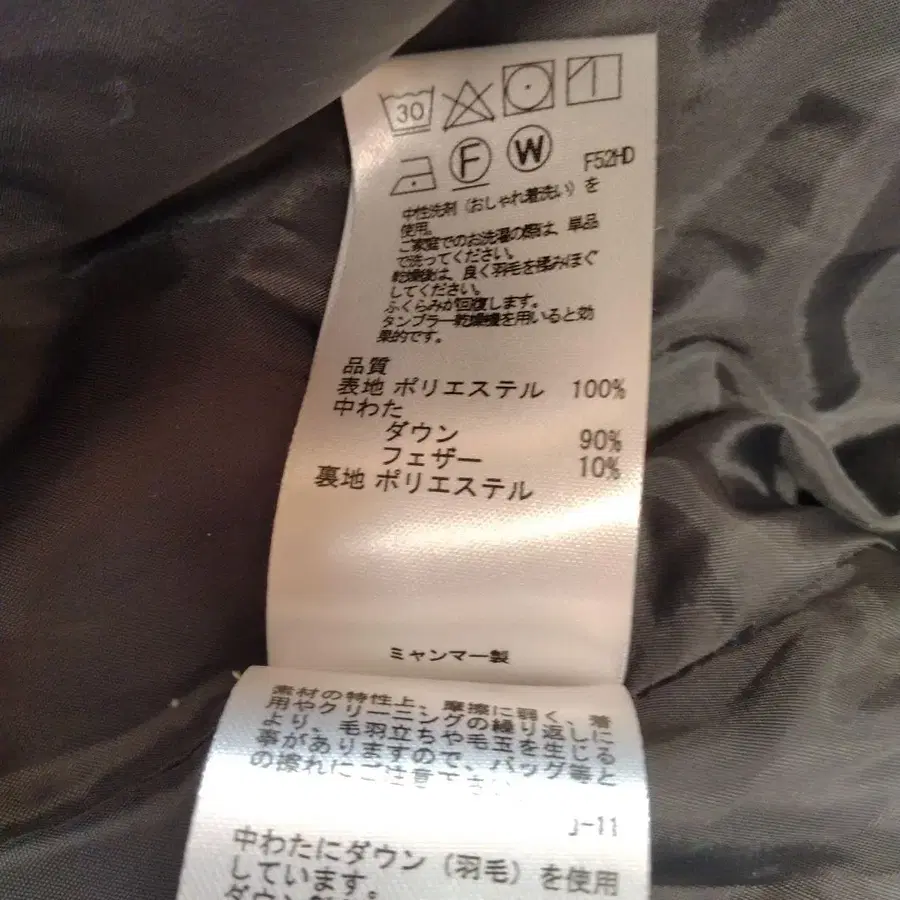 30
F W F52HD
中性洗剤（おしゃれ着洗い）を
使用。
ご家庭でのお洗濯の際は、単品
で洗ってください。
乾燥後は、良く羽毛を揉みほぐ
してください。
ふくらみが回復します。
タンブラー乾燥機を用いると効
果的です。
品質
表地 ポリエステル 100%
中わた
ダウン 90%
フェザー 10%
裏地 ポリエステル
ミャンマー製
素材の特性上、摩擦に弱く、着
用やクリーニングの繰り返しに
より、毛羽立ちや毛玉を生じる
事がありますので、バッグ等と
の擦れにご注意下さい
J-11
中わたにダウン（羽毛）を使用
しています。